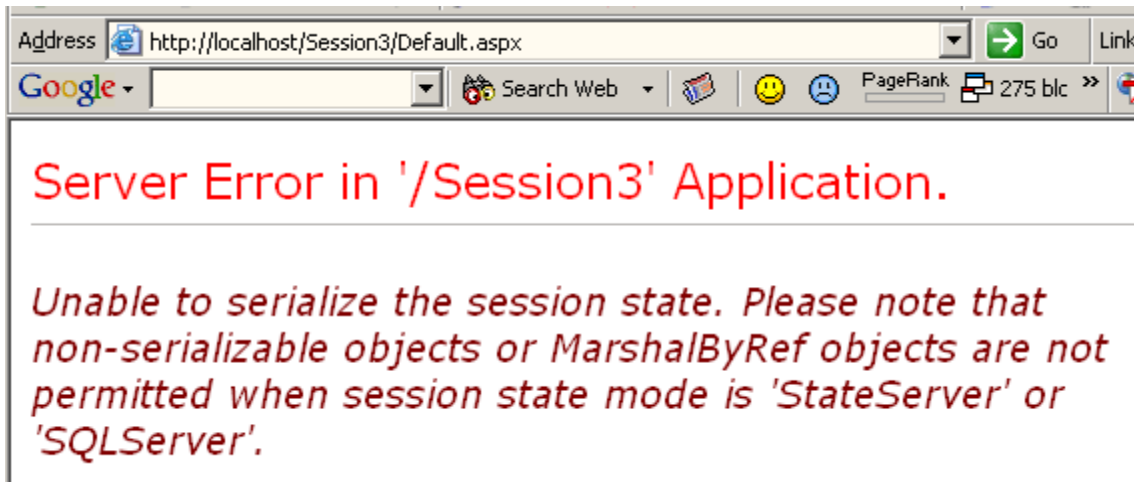 Address http://localhost/Session3/Default.aspx Go Link
Google Search Web PageRank 275 blc »
Server Error in '/Session3' Application.
Unable to serialize the session state. Please note that
non-serializable objects or MarshalByRef objects are not
permitted when session state mode is 'StateServer' or
'SQLServer'.